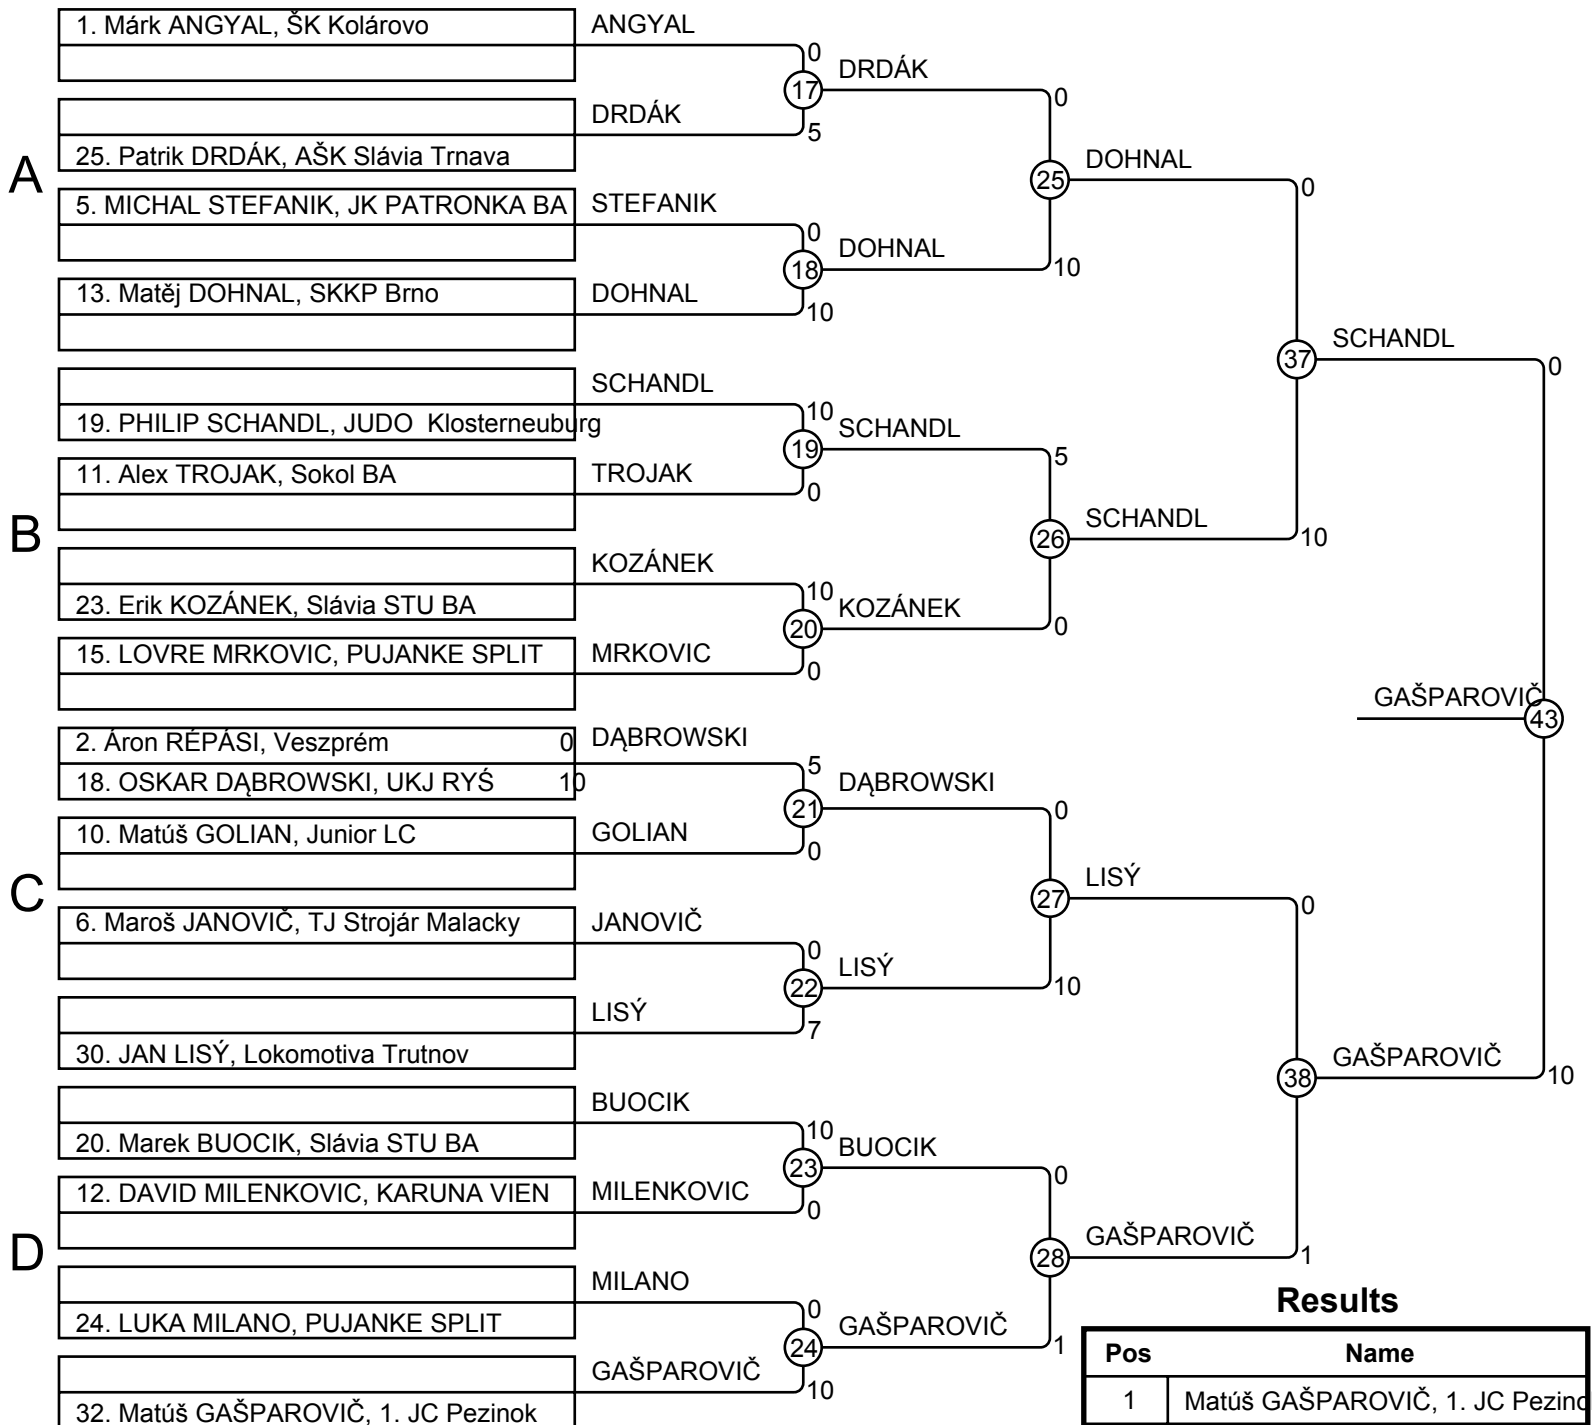 1. Márk ANGYAL, ŠK Kolárovo
ANGYAL
0
17
DRDÁK
0
DRDÁK
5
25. Patrik DRDÁK, AŠK Slávia Trnava
A
25
DOHNAL
0
5. MICHAL STEFANIK, JK PATRONKA BA
STEFANIK
0
18
DOHNAL
10
13. Matěj DOHNAL, SKKP Brno
DOHNAL
10
37
SCHANDL
0
SCHANDL
10
19. PHILIP SCHANDL, JUDO Klosterneuburg
19
SCHANDL
5
11. Alex TROJAK, Sokol BA
TROJAK
0
B
26
SCHANDL
10
KOZÁNEK
10
23. Erik KOZÁNEK, Slávia STU BA
20
KOZÁNEK
0
15. LOVRE MRKOVIC, PUJANKE SPLIT
MRKOVIC
0
GAŠPAROVIČ
43
2. Áron RÉPÁSI, Veszprém 0
DĄBROWSKI
5
18. OSKAR DĄBROWSKI, UKJ RYŚ 10
21
DĄBROWSKI
0
10. Matúš GOLIAN, Junior LC
GOLIAN
0
C
27
LISÝ
0
6. Maroš JANOVIČ, TJ Strojár Malacky
JANOVIČ
0
22
LISÝ
10
LISÝ
7
30. JAN LISÝ, Lokomotiva Trutnov
38
GAŠPAROVIČ
10
BUOCIK
10
20. Marek BUOCIK, Slávia STU BA
23
BUOCIK
0
12. DAVID MILENKOVIC, KARUNA VIEN
MILENKOVIC
0
D
28
GAŠPAROVIČ
1
MILANO
0
24. LUKA MILANO, PUJANKE SPLIT
24
GAŠPAROVIČ
1
GAŠPAROVIČ
10
32. Matúš GAŠPAROVIČ, 1. JC Pezinok
Results
Pos Name
1 Matúš GAŠPAROVIČ, 1. JC Pezino